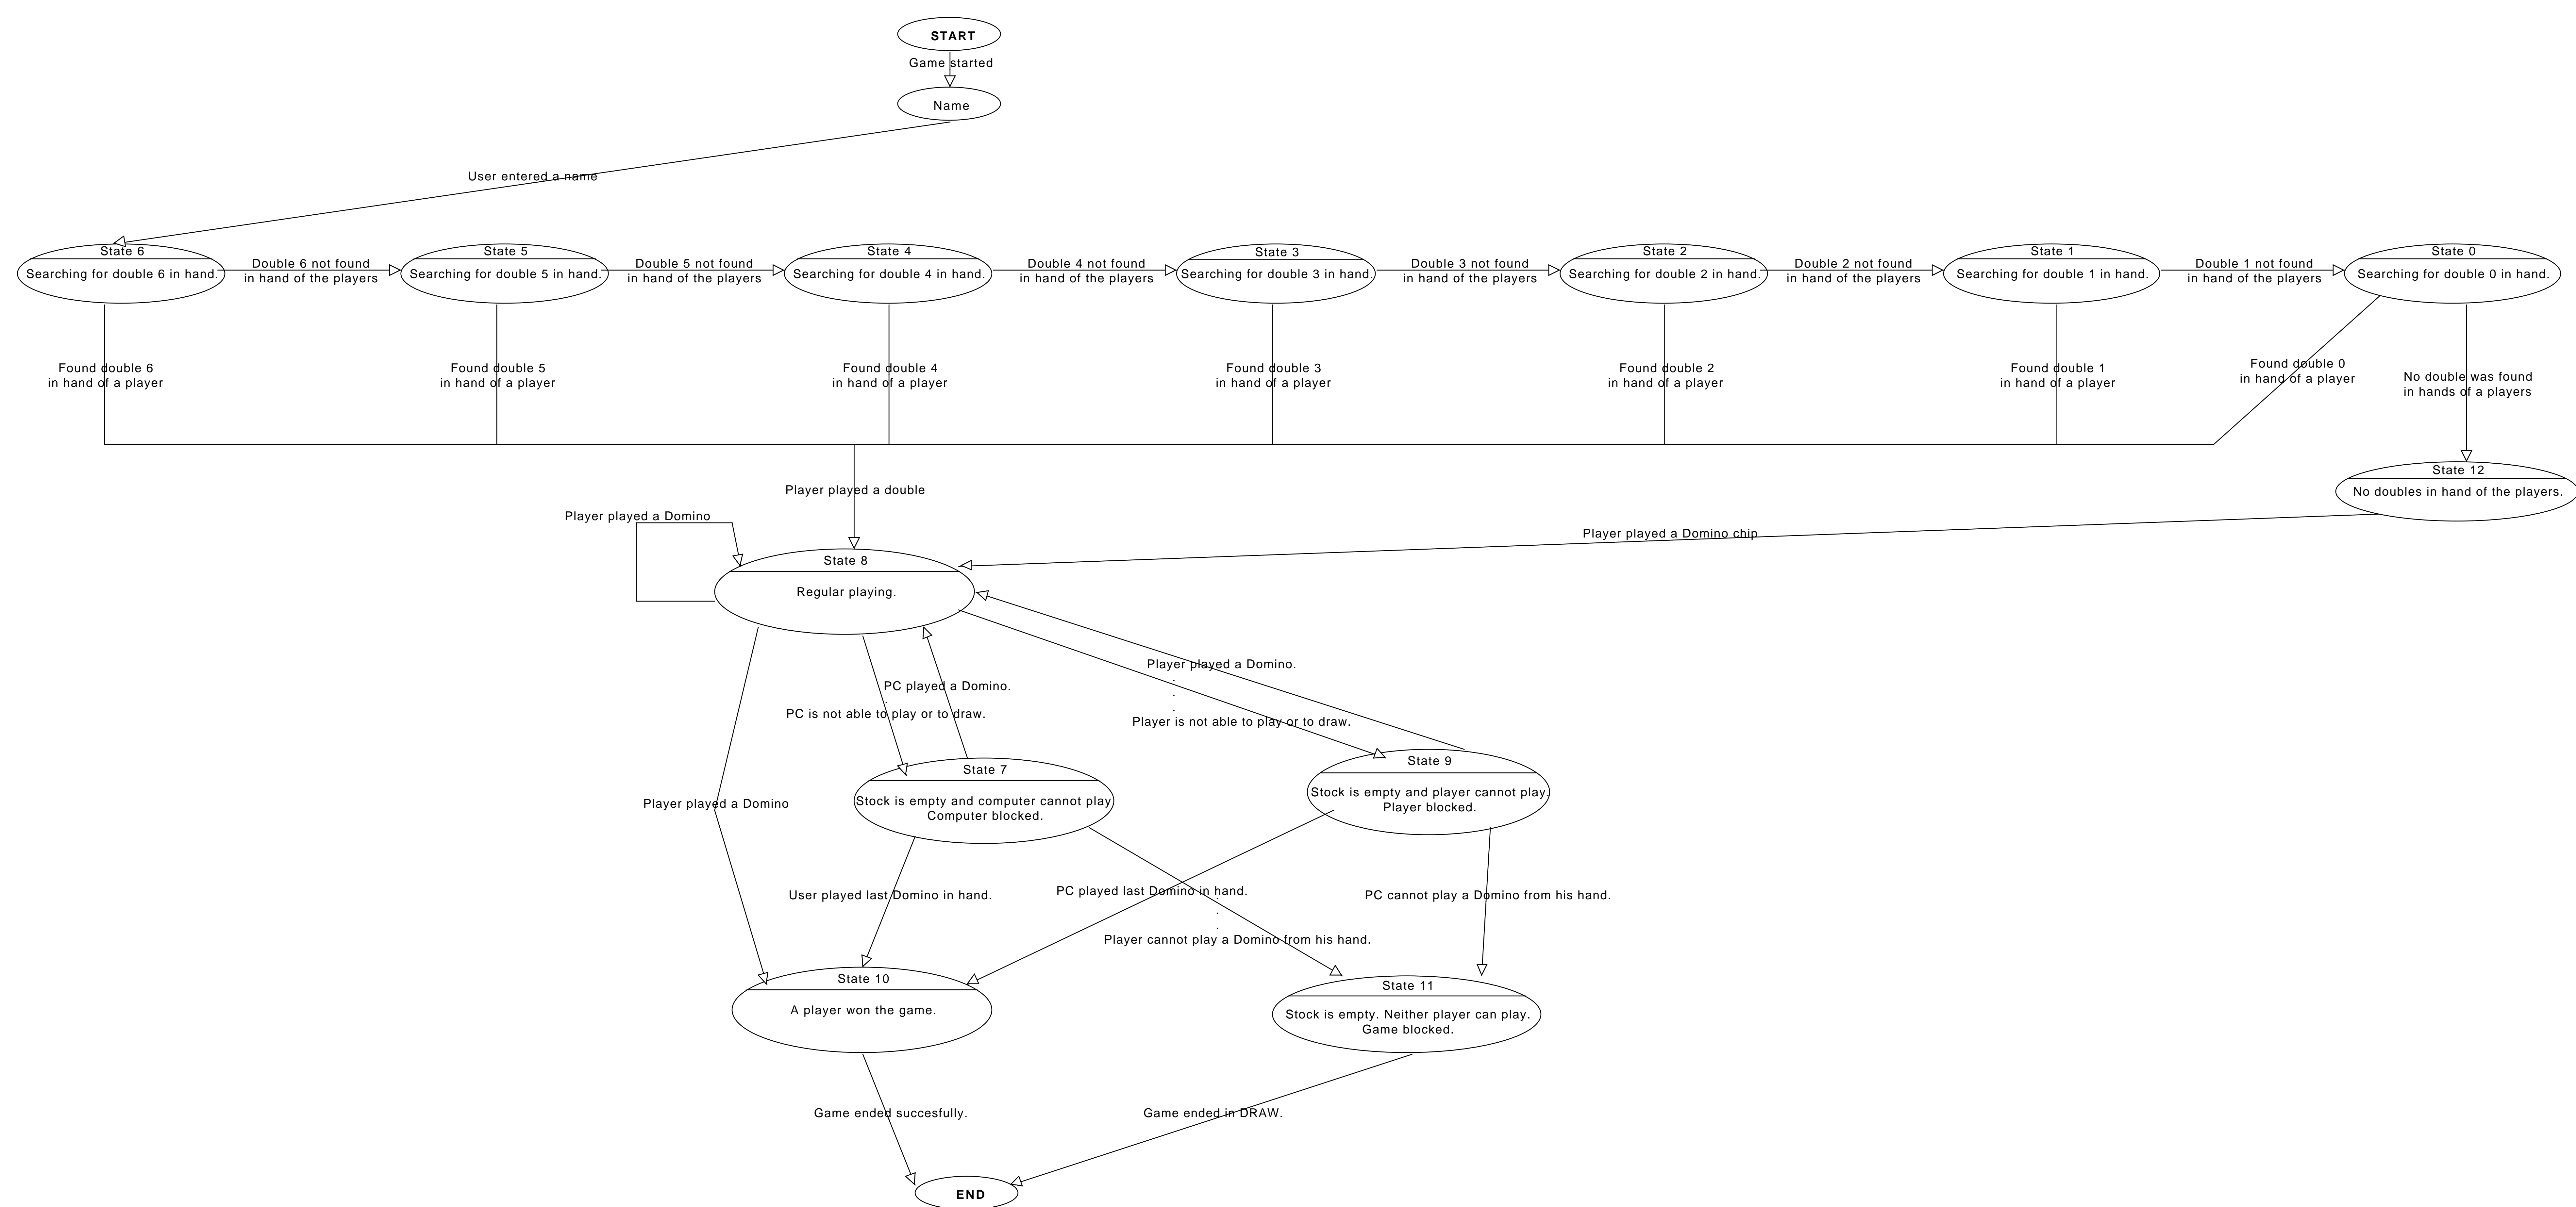 START
Game started
Name
User entered a name
State 6
Searching for double 6 in hand.
Double 6 not found
in hand of the players
State 5
Searching for double 5 in hand.
Double 5 not found
in hand of the players
State 4
Searching for double 4 in hand.
Double 4 not found
in hand of the players
State 3
Searching for double 3 in hand.
Double 3 not found
in hand of the players
State 2
Searching for double 2 in hand.
Double 2 not found
in hand of the players
State 1
Searching for double 1 in hand.
Double 1 not found
in hand of the players
State 0
Searching for double 0 in hand.
Found double 6
in hand of a player
Found double 5
in hand of a player
Found double 4
in hand of a player
Found double 3
in hand of a player
Found double 2
in hand of a player
Found double 1
in hand of a player
Found double 0
in hand of a player
No double was found
in hands of a players
State 12
No doubles in hand of the players.
Player played a double
Player played a Domino
Player played a Domino chip
State 8
Regular playing.
Player played a Domino.
.
.
.
Player is not able to play or to draw.
PC played a Domino.
.
PC is not able to play or to draw.
Player played a Domino
State 7
Stock is empty and computer cannot play
Computer blocked.
State 9
Stock is empty and player cannot play.
Player blocked.
User played last Domino in hand.
PC played last Domino in hand.
.
.
.
Player cannot play a Domino from his hand.
PC cannot play a Domino from his hand.
State 10
A player won the game.
State 11
Stock is empty. Neither player can play.
Game blocked.
Game ended succesfully.
Game ended in DRAW.
END